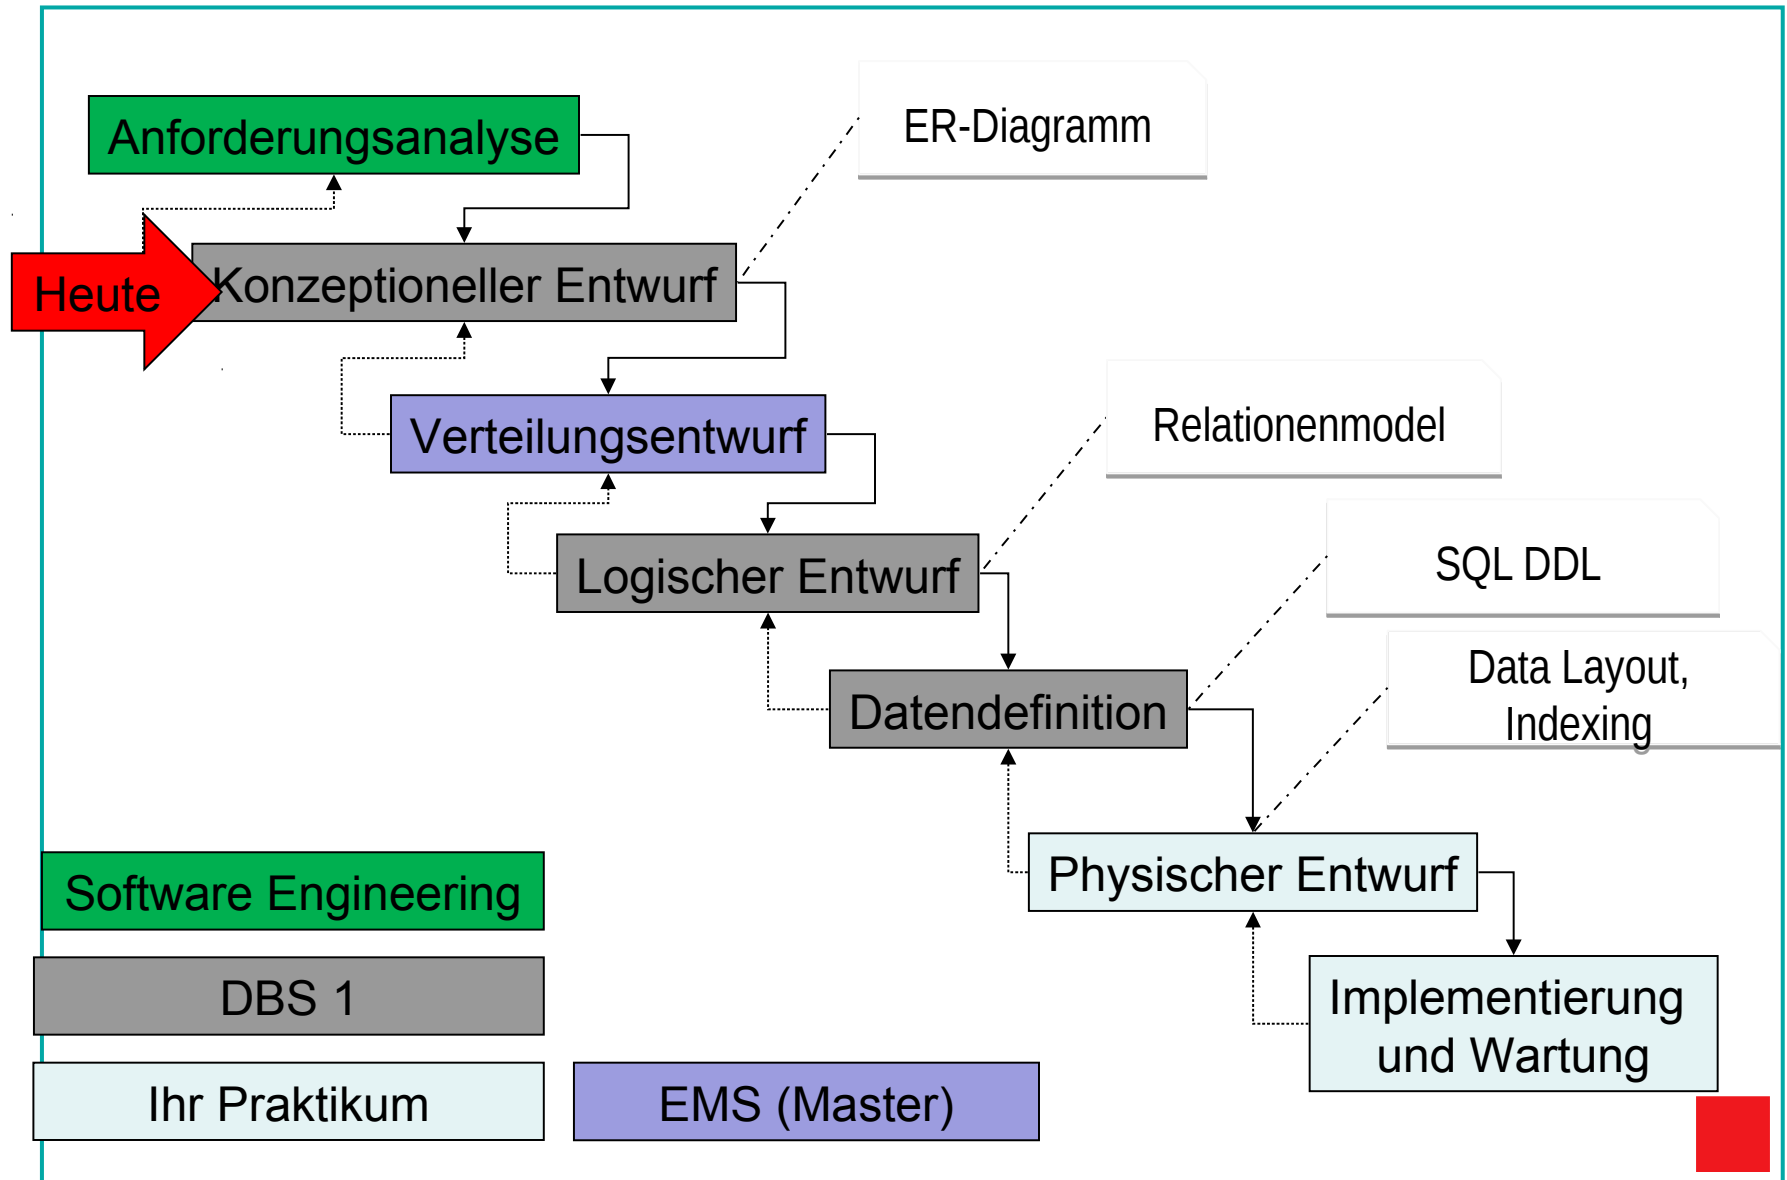 Anforderungsanalyse
ER-Diagramm
Heute
Konzeptioneller Entwurf
Verteilungsentwurf
Relationenmodel
Logischer Entwurf
SQL DDL
Datendefinition
Data Layout,
Indexing
Physischer Entwurf
Software Engineering
DBS 1
Implementierung
und Wartung
Ihr Praktikum
EMS (Master)